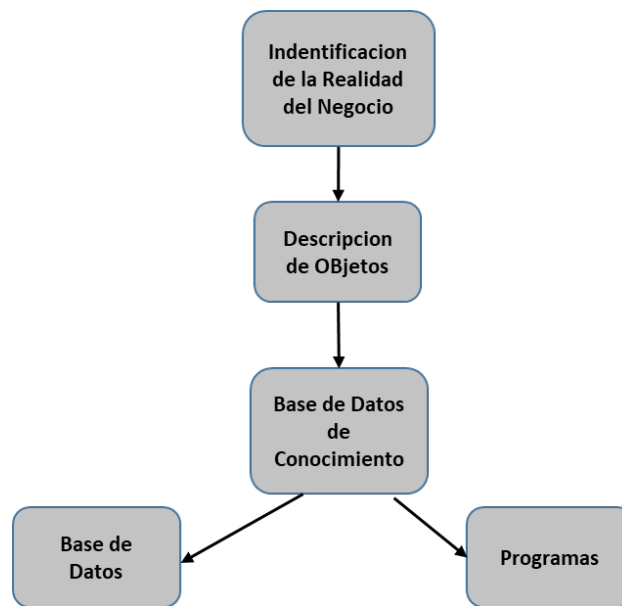 Indentificacion
de la Realidad
del Negocio
Descripcion
de OBjetos
Base de Datos
de
Conocimiento
Base de
Datos
Programas